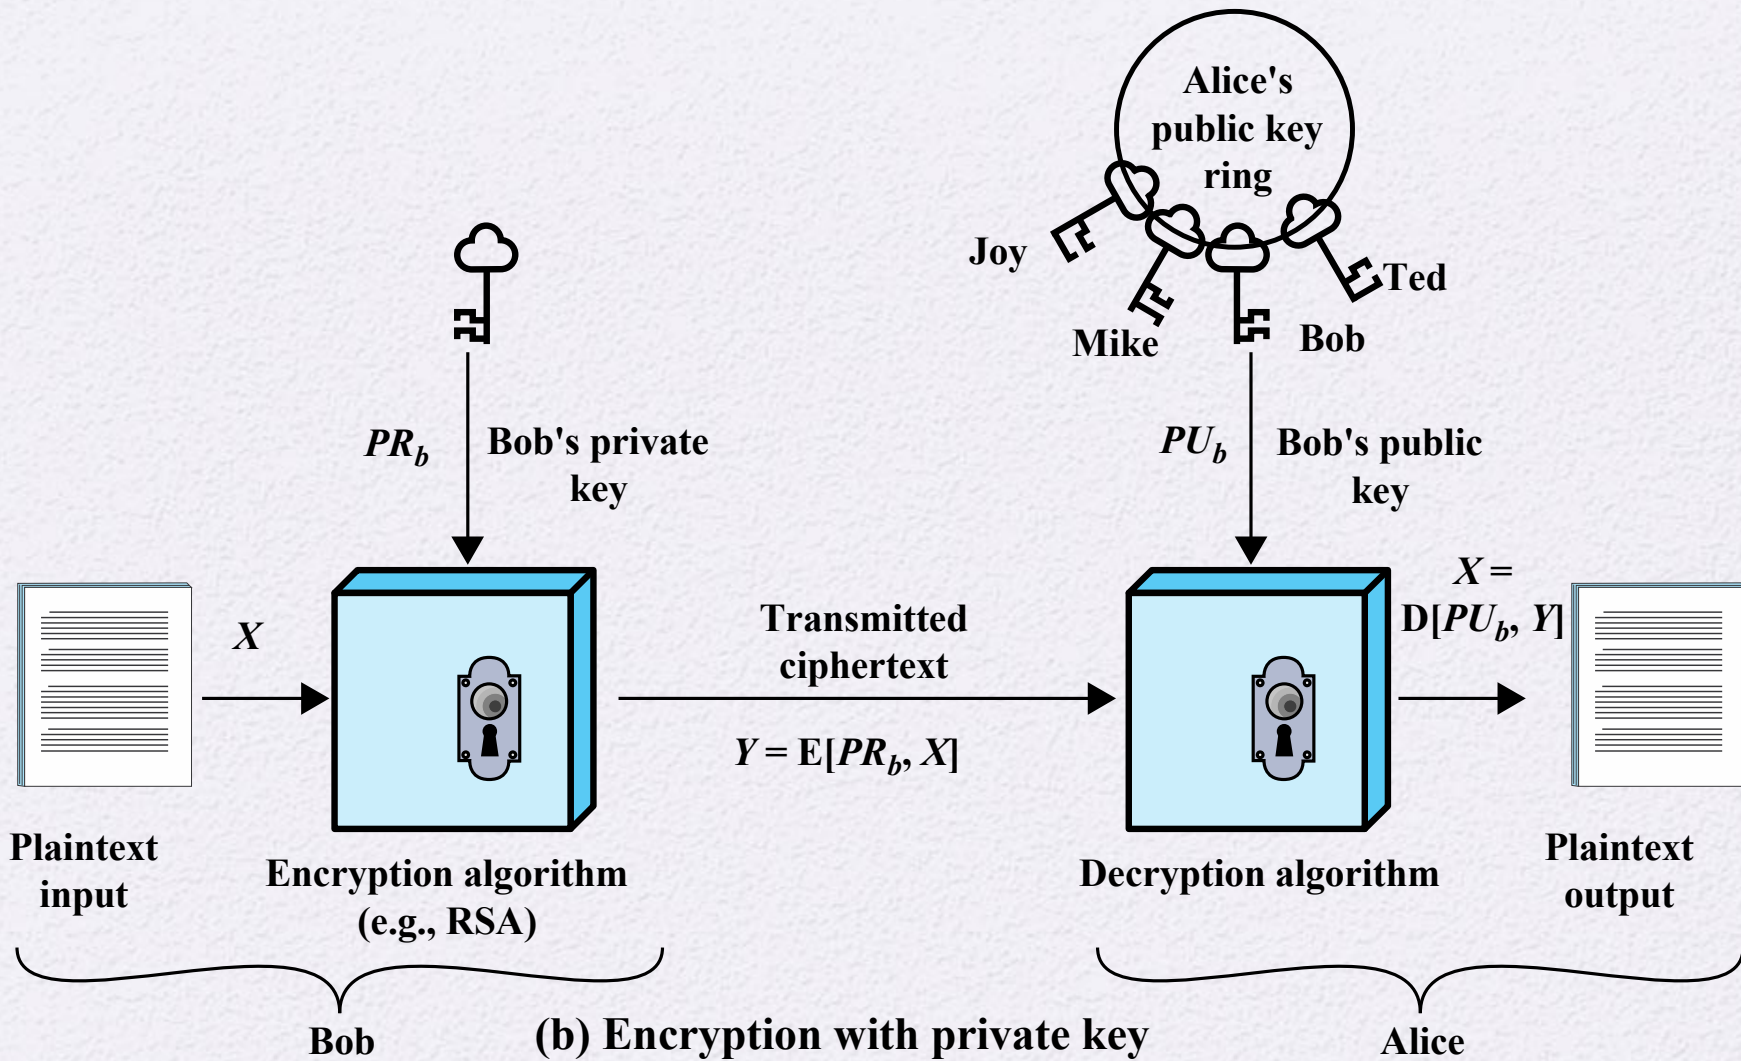 Alice's
public key
ring
Joy
Ted
Mike
Bob
PR_b
Bob's private
key
PU_b
Bob's public
key
X
Transmitted
ciphertext
Y = E[PR_b, X]
X =
D[PU_b, Y]
Plaintext
input
Encryption algorithm
(e.g., RSA)
Decryption algorithm
Plaintext
output
Bob
(b) Encryption with private key
Alice